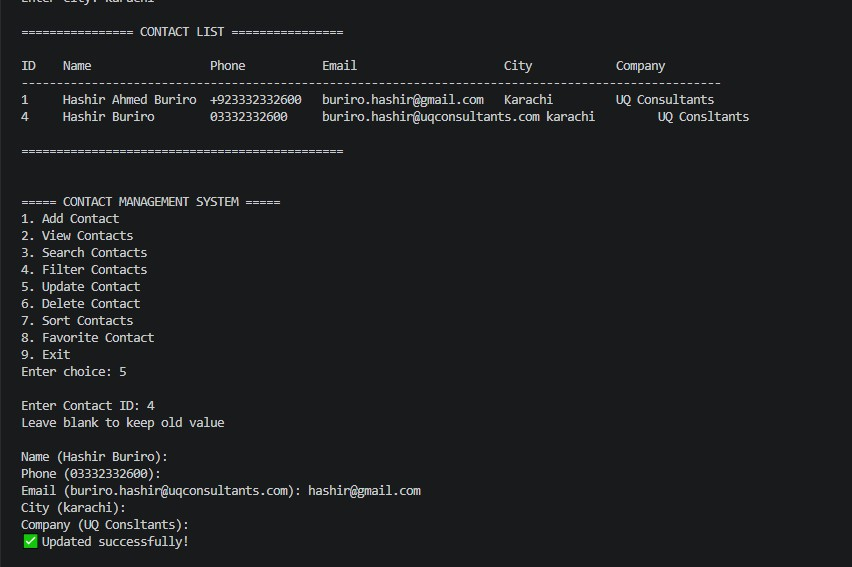 Enter City: Karachi
================ CONTACT LIST ================
ID    Name                 Phone           Email                     City            Company
----------------------------------------------------------------------------------------------------
1     Hashir Ahmed Buriro  +923332332600   buriro.hashir@gmail.com   Karachi         UQ Consultants
4     Hashir Buriro        03332332600     buriro.hashir@uqconsultants.com karachi         UQ Consltants
==============================================
===== CONTACT MANAGEMENT SYSTEM =====
1. Add Contact
2. View Contacts
3. Search Contacts
4. Filter Contacts
5. Update Contact
6. Delete Contact
7. Sort Contacts
8. Favorite Contact
9. Exit
Enter choice: 5
Enter Contact ID: 4
Leave blank to keep old value
Name (Hashir Buriro):
Phone (03332332600):
Email (buriro.hashir@uqconsultants.com): hashir@gmail.com
City (karachi):
Company (UQ Consltants):
✅ Updated successfully!